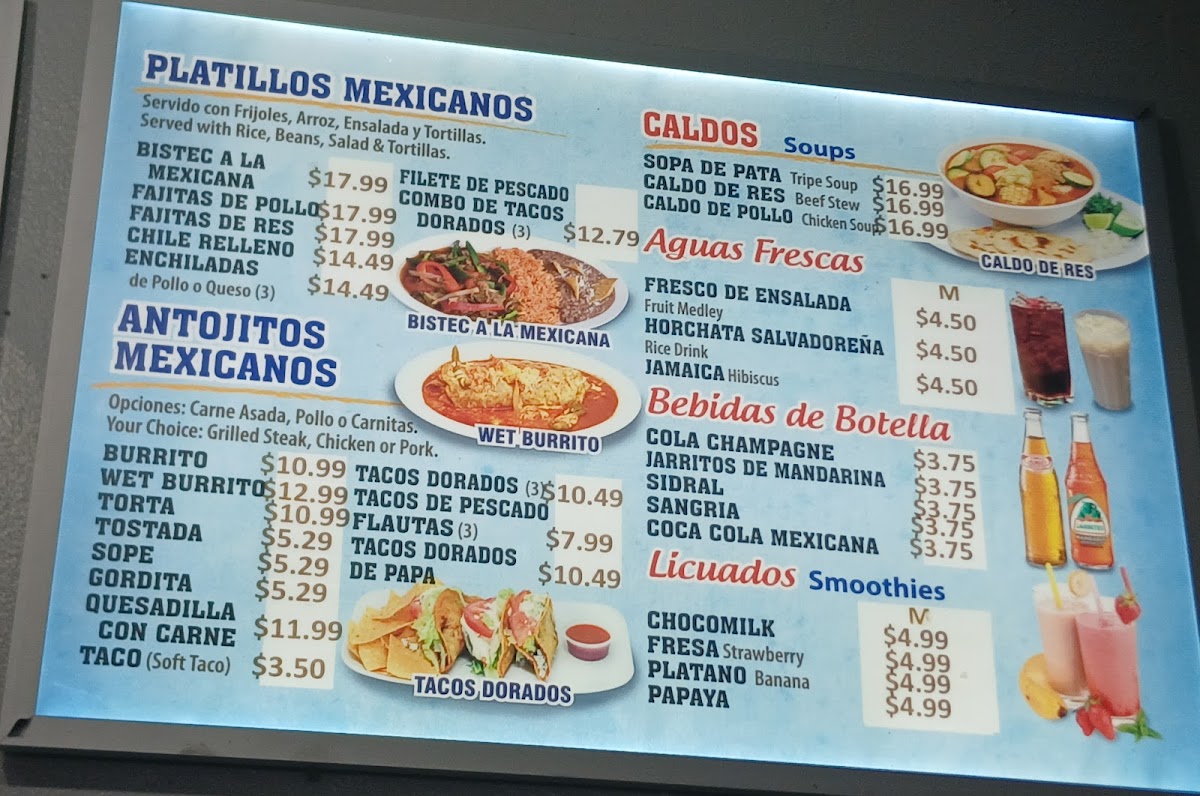 PLATILLOS MEXICANOS
Servido con Frijoles, Arroz, Ensalada y Tortillas.
Served with Rice, Beans, Salad & Tortillas.
BISTEC A LA
MEXICANA $17.99
FAJITAS DE POLLO $17.99
FAJITAS DE RES $17.99
CHILE RELLENO $14.49
ENCHILADAS
de Pollo o Queso (3) $14.49
FILETE DE PESCADO
COMBO DE TACOS
DORADOS (3) $12.79
BISTEC A LA MEXICANA
ANTOJITOS
MEXICANOS
Opciones: Carne Asada, Pollo o Carnitas.
Your Choice: Grilled Steak, Chicken or Pork.
WET BURRITO
BURRITO $10.99
WET BURRITO $12.99
TORTA $10.99
TOSTADA $5.29
SOPE $5.29
GORDITA $5.29
QUESADILLA
CON CARNE $11.99
TACO (Soft Taco) $3.50
TACOS DORADOS (3) $10.49
TACOS DE PESCADO
FLAUTAS (3) $7.99
TACOS DORADOS
DE PAPA $10.49
TACOS DORADOS
CALDOS Soups
SOPA DE PATA Tripe Soup $16.99
CALDO DE RES Beef Stew $16.99
CALDO DE POLLO Chicken Soup $16.99
CALDO DE RES
Aguas Frescas
M
FRESCO DE ENSALADA $4.50
Fruit Medley
HORCHATA SALVADOREÑA $4.50
Rice Drink
JAMAICA Hibiscus $4.50
Bebidas de Botella
COLA CHAMPAGNE $3.75
JARRITOS DE MANDARINA $3.75
SIDRAL $3.75
SANGRIA $3.75
COCA COLA MEXICANA $3.75
Licuados Smoothies
M
CHOCOMILK $4.99
FRESA Strawberry $4.99
PLATANO Banana $4.99
PAPAYA $4.99